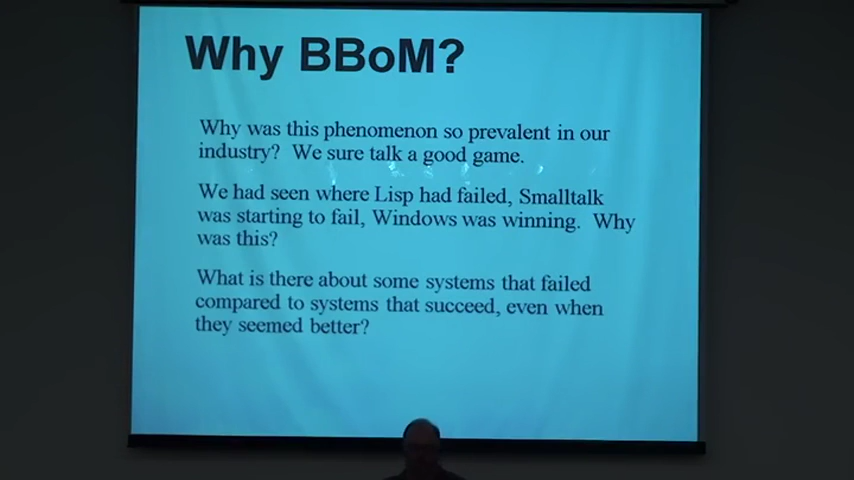 Why BBoM?
Why was this phenomenon so prevalent in our
industry? We sure talk a good game.
We had seen where Lisp had failed, Smalltalk
was starting to fail, Windows was winning. Why
was this?
What is there about some systems that failed
compared to systems that succeed, even when
they seemed better?